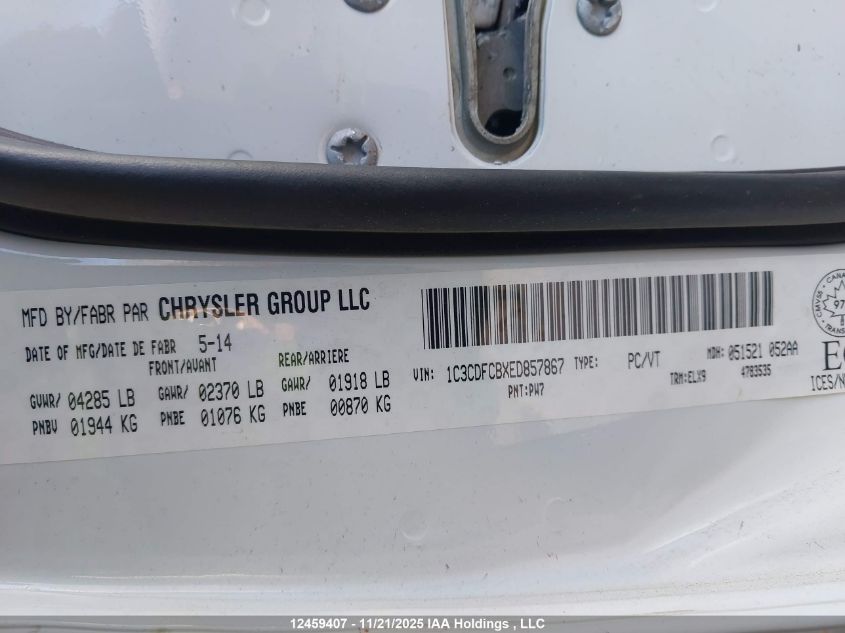 MFD BY/FABR PAR CHRYSLER GROUP LLC
DATE OF MFG/DATE DE FABR 5-14
FRONT/AVANT REAR/ARRIERE
GVWR/ 04285 LB GAWR/ 02370 LB GAWR/ 01918 LB
PNBV 01944 KG PNBE 01076 KG PNBE 00870 KG
VIN: 1C3CDFCBXED857867 TYPE: PC/VT MDH: 051521 052AA
PNT:PW7 TRM:ELX9 4783535
CMVSS
97
ICES/N
12459407 - 11/21/2025 IAA Holdings , LLC